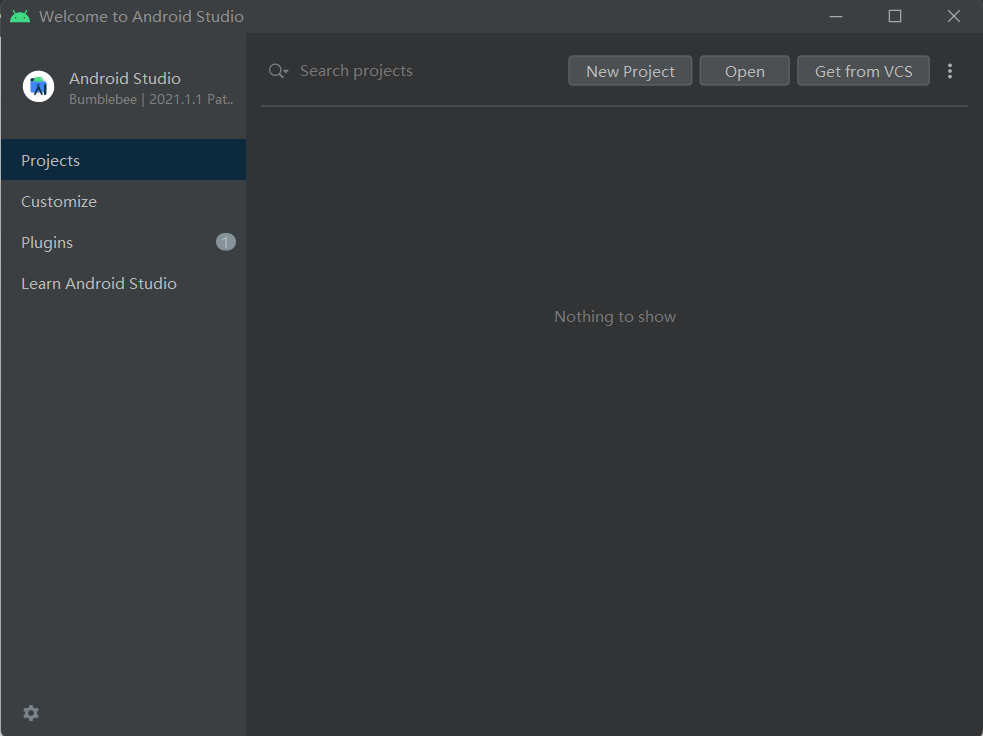 Welcome to Android Studio
Android Studio
Bumblebee | 2021.1.1 Pat..
Projects
Customize
Plugins 1
Learn Android Studio
Search projects
New Project
Open
Get from VCS
Nothing to show